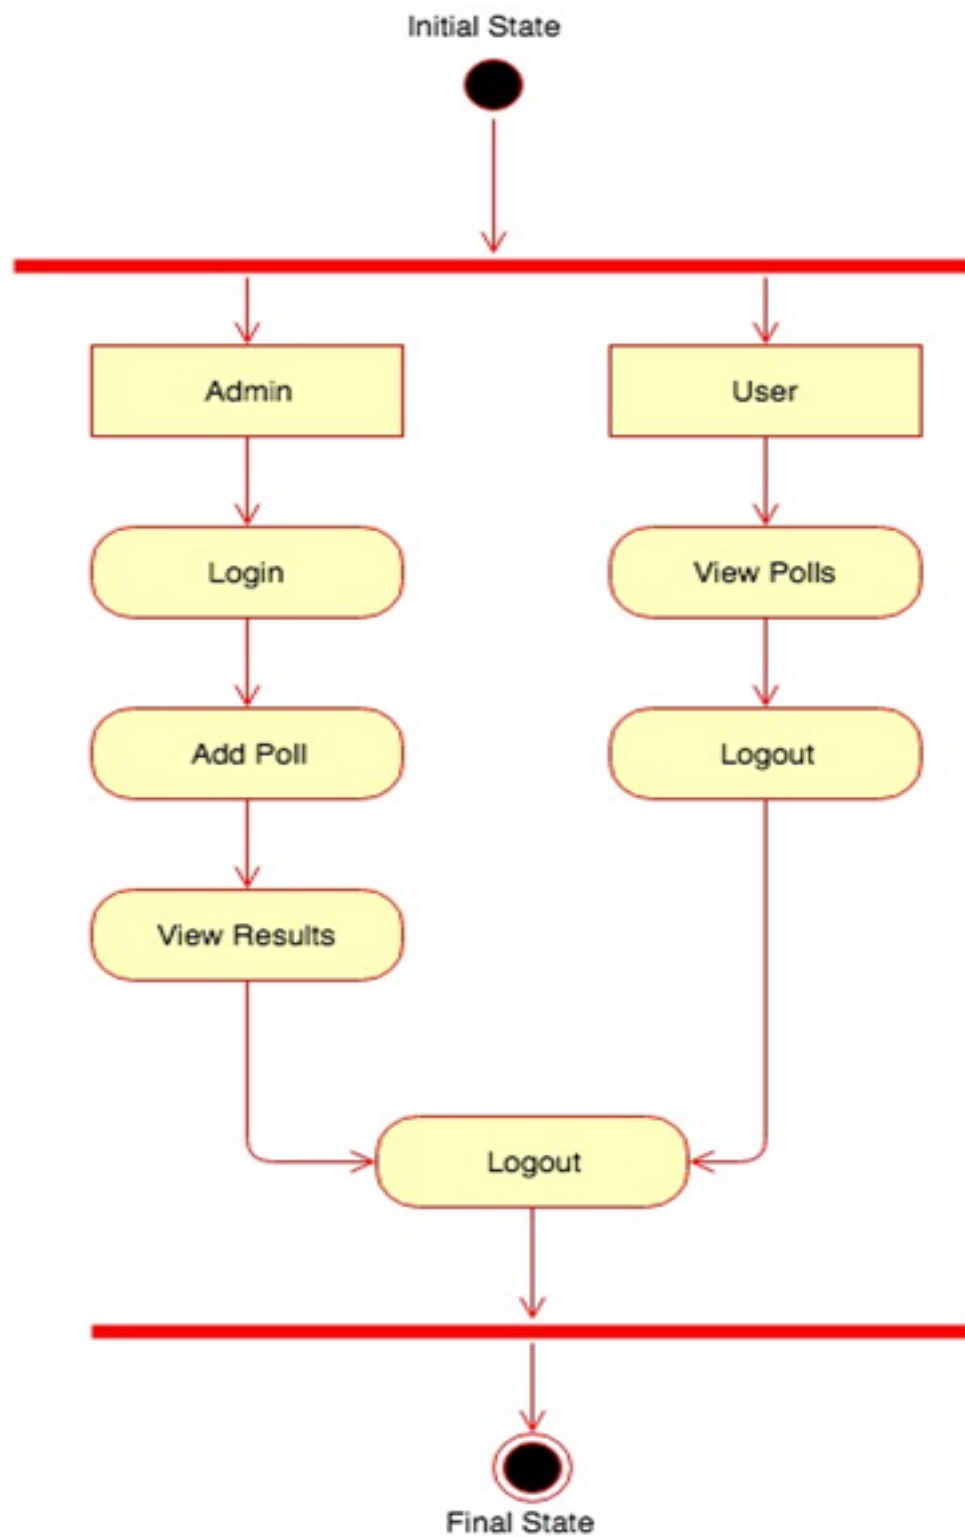 Initial State
Admin
User
Login
View Polls
Add Poll
Logout
View Results
Logout
Final State